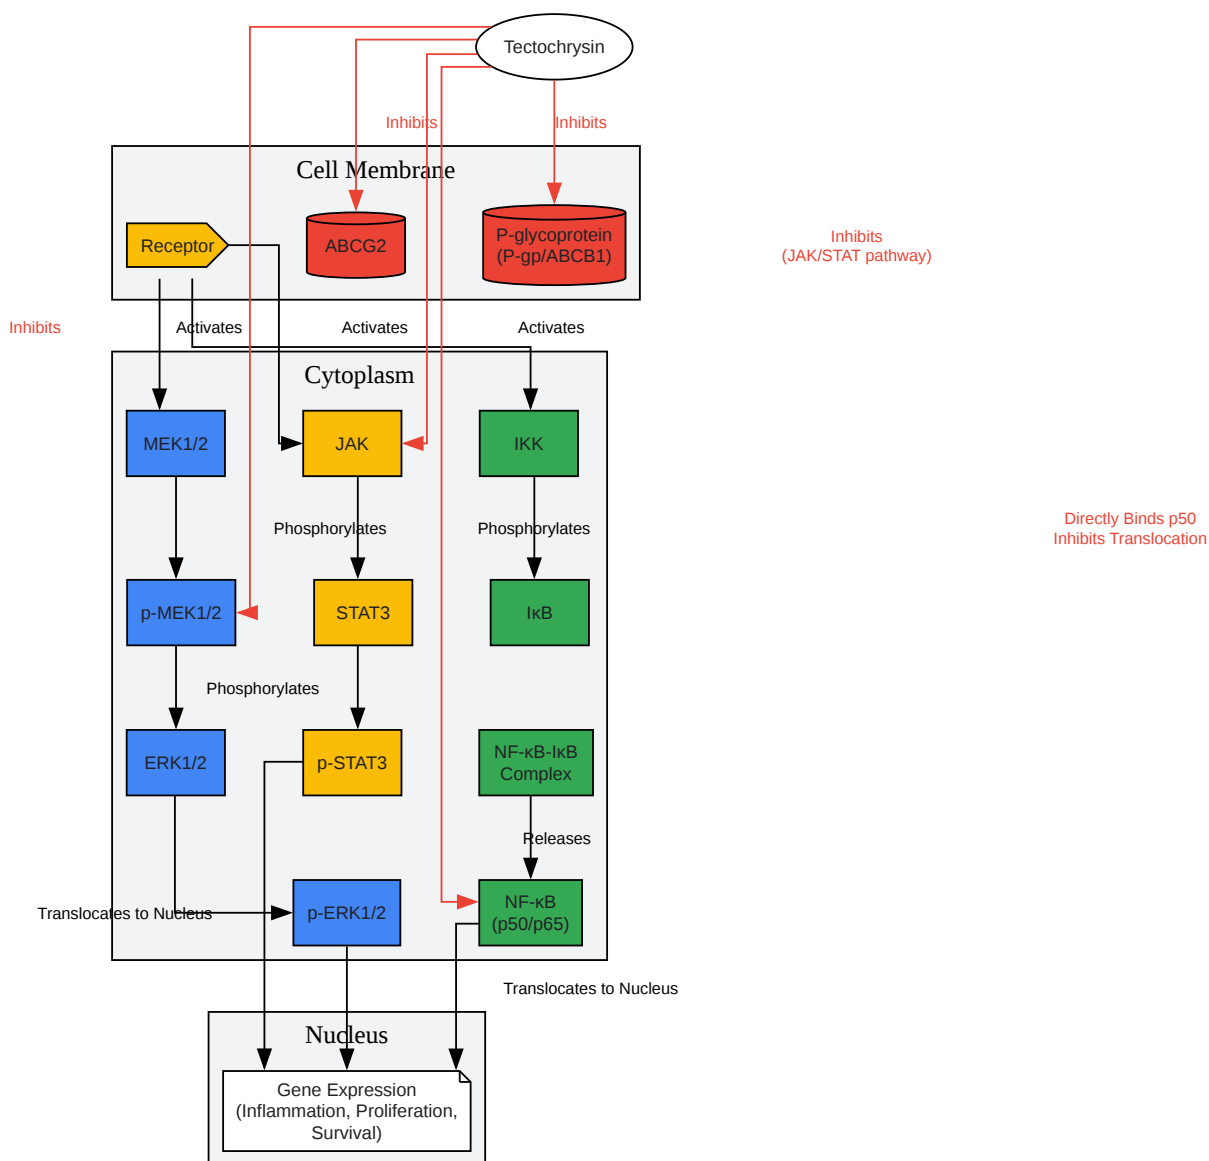 Tectochrysin
Inhibits
Inhibits
Cell Membrane
Receptor
ABCG2
P-glycoprotein
(P-gp/ABCB1)
Inhibits
(JAK/STAT pathway)
Inhibits
Activates
Activates
Activates
Cytoplasm
MEK1/2
JAK
IKK
Phosphorylates
Phosphorylates
Directly Binds p50
Inhibits Translocation
p-MEK1/2
STAT3
IκB
Phosphorylates
ERK1/2
p-STAT3
NF-κB-IκB
Complex
Releases
Translocates to Nucleus
p-ERK1/2
NF-κB
(p50/p65)
Translocates to Nucleus
Nucleus
Gene Expression
(Inflammation, Proliferation,
Survival)